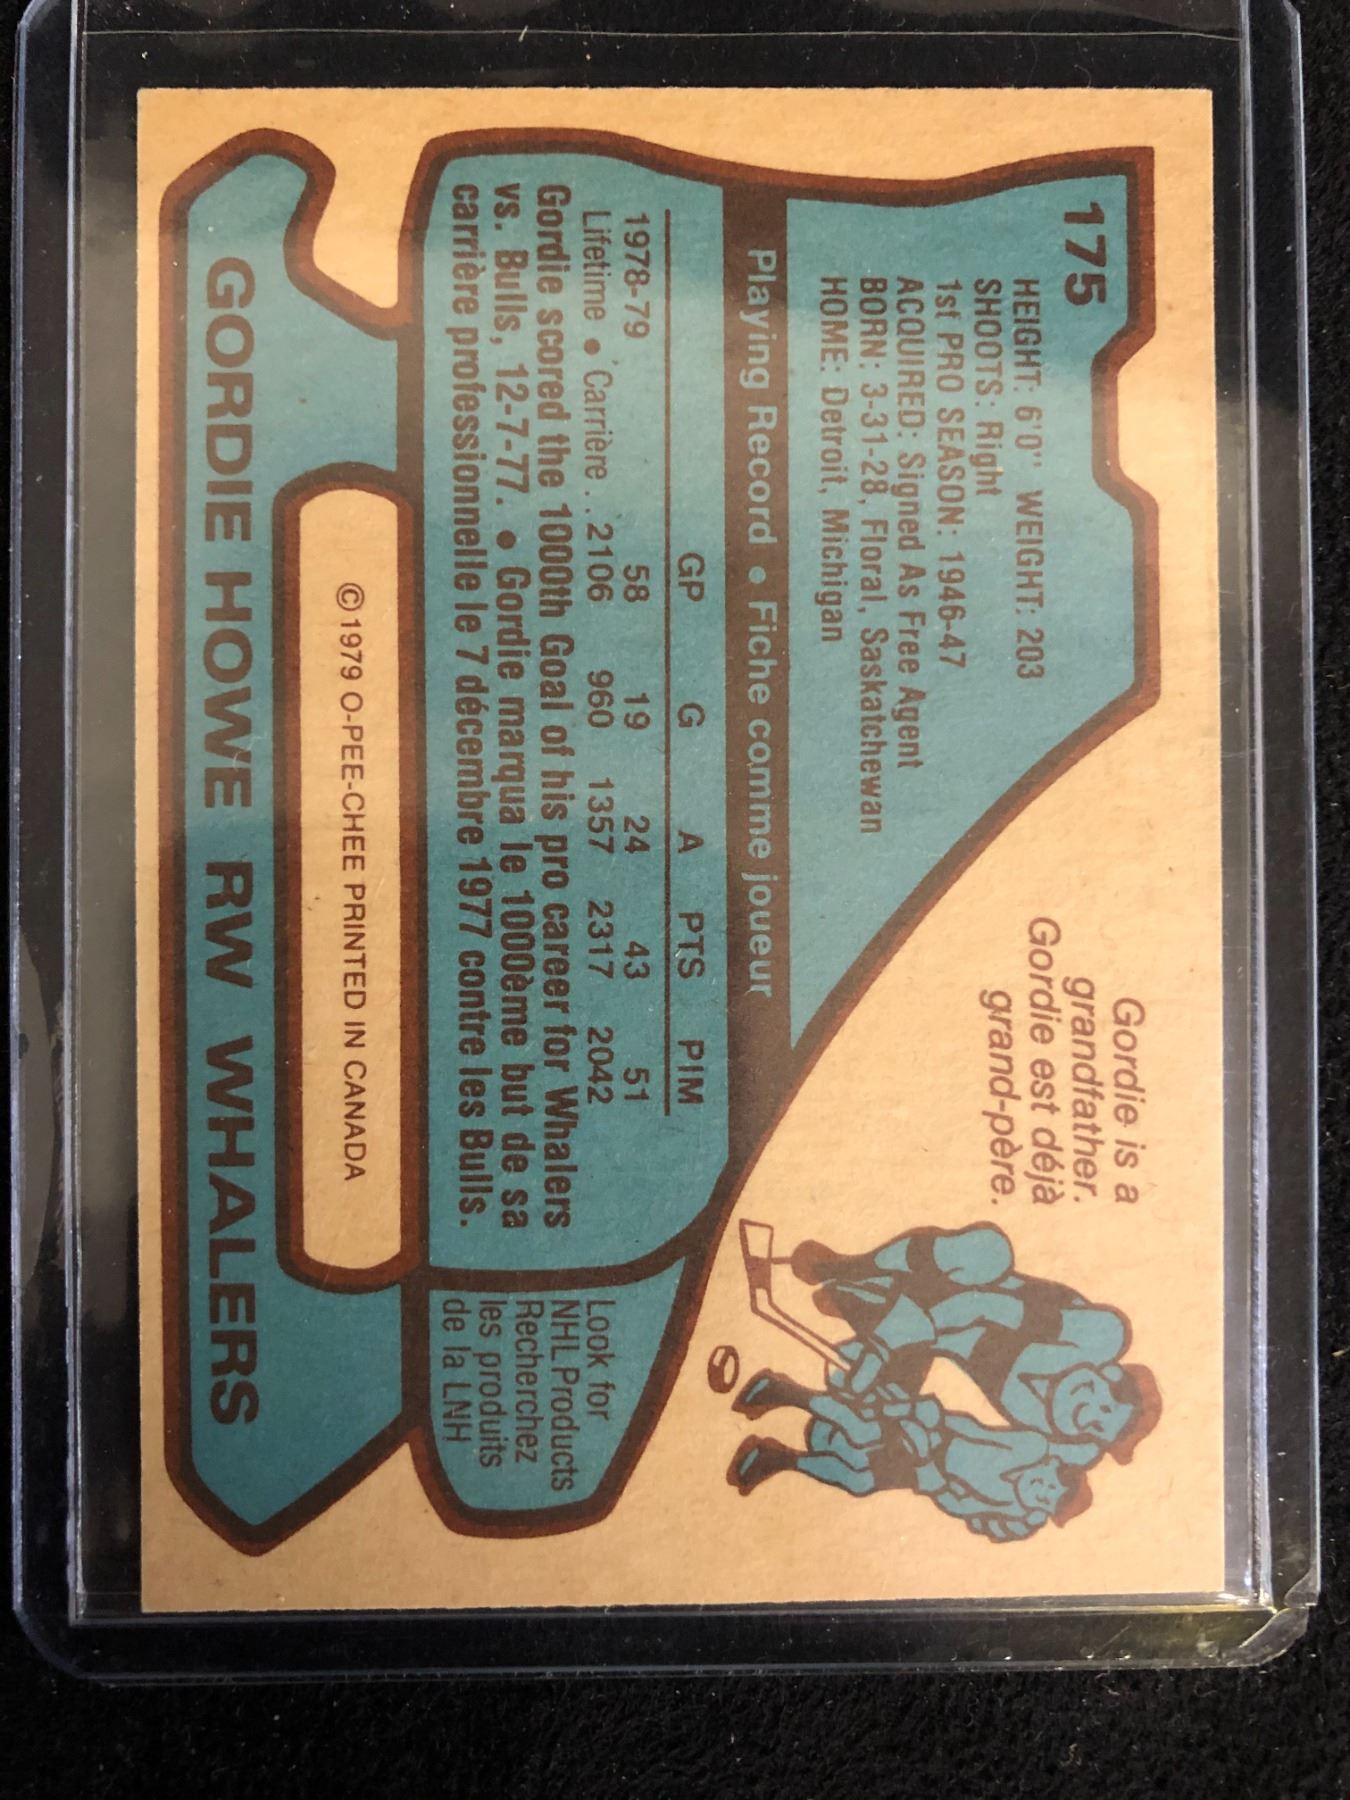 175
HEIGHT: 6'0" WEIGHT: 203
SHOOTS: Right
1st PRO SEASON: 1946-47
ACQUIRED: Signed As Free Agent
BORN: 3-31-28, Floral, Saskatchewan
HOME: Detroit, Michigan
Gordie is a
grandfather.
Gordie est déjà
grand-père.
Playing Record • Fiche comme joueur
GP G A PTS PIM
1978-79 58 19 24 43 51
Lifetime • Carrière .. 2106 960 1357 2317 2042
Gordie scored the 1000th Goal of his pro career for Whalers
vs. Bulls, 12-7-77. • Gordie marqua le 1000ème but de sa
carrière professionnelle le 7 décembre 1977 contre les Bulls.
Look for
NHL Products
Recherchez
les produits
de la LNH
© 1979 O-PEE-CHEE PRINTED IN CANADA
GORDIE HOWE RW WHALERS